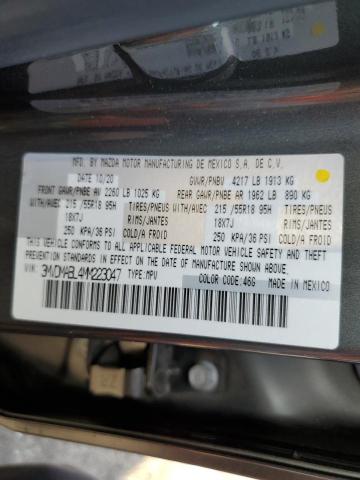 MFD. BY MAZDA MOTOR MANUFACTURING DE MEXICO S.A. DE C.V.
DATE 10/20 GVWR/PNBV 4217 LB 1913 KG
FRONT GAWR/PNBE AV 2260 LB 1025 KG REAR GAWR/PNBE AR 1962 LB 890 KG
WITH/AVEC 215/55R18 95H TIRES/PNEUS WITH/AVEC 215/55R18 95H TIRES/PNEUS
18X7J RIMS/JANTES 18X7J RIMS/JANTES
250 KPA/36 PSI COLD/A FROID 250 KPA/36 PSI COLD/A FROID
THIS VEHICLE CONFORMS TO ALL APPLICABLE FEDERAL MOTOR VEHICLE SAFETY AND THEFT
PREVENTION STANDARDS IN EFFECT ON THE DATE OF MANUFACTURE SHOWN ABOVE.
VIN: 3MVDMABL4MM223047 TYPE:MPV COLOR CODE:46G MADE IN MEXICO